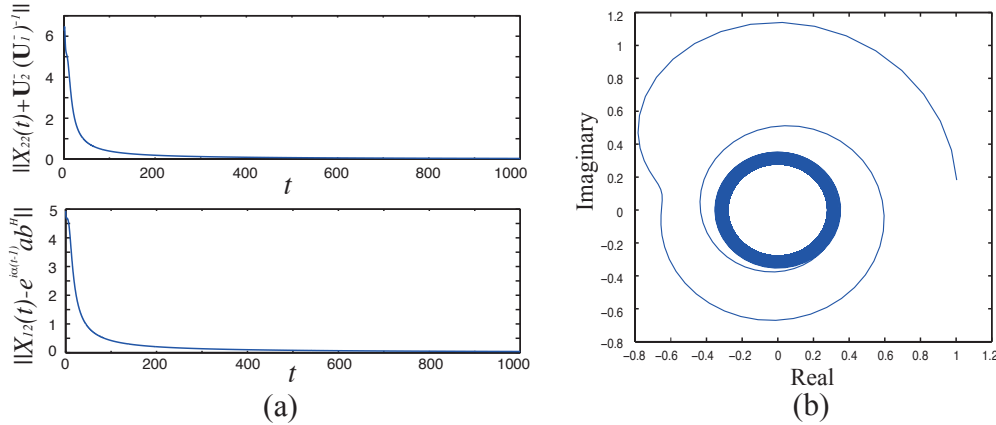 ||X₂₂(t)+U₂⁻(U₁⁻)⁻¹||
6
4
2
0
0 200 400 600 800 1000
t
||X₁₂(t)-e^{iα(t-1)}ab^H||
5
4
3
2
1
0
0 200 400 600 800 1000
t
(a)
Imaginary
1.2
1
0.8
0.6
0.4
0.2
0
-0.2
-0.4
-0.6
-0.8
-0.8 -0.6 -0.4 -0.2 0 0.2 0.4 0.6 0.8 1 1.2
Real
(b)